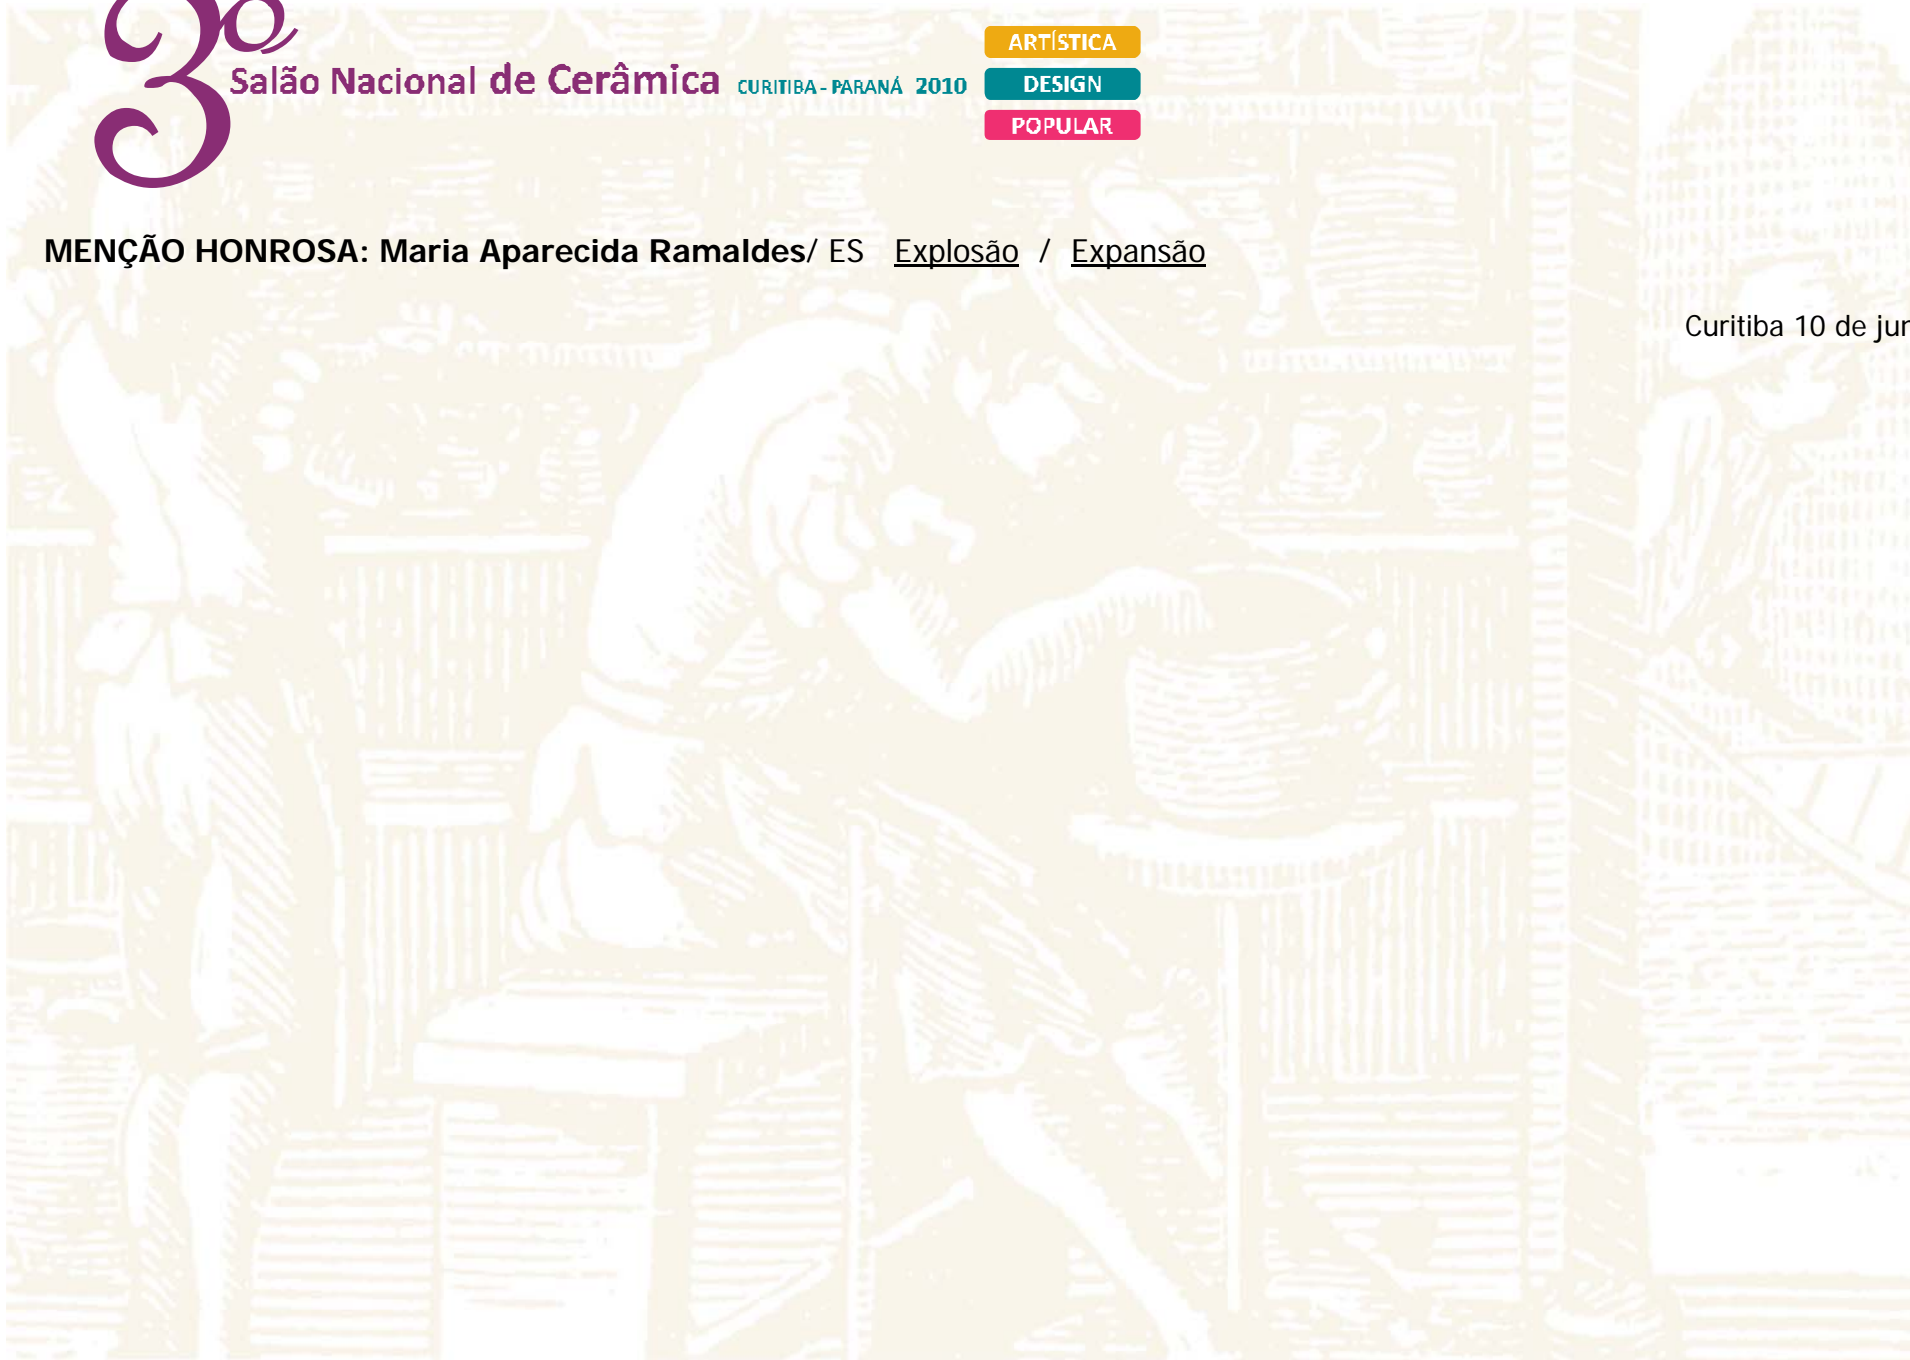 3º
Salão Nacional de Cerâmica CURITIBA - PARANÁ 2010
ARTÍSTICA
DESIGN
POPULAR
MENÇÃO HONROSA: Maria Aparecida Ramaldes/ ES Explosão / Expansão
Curitiba 10 de